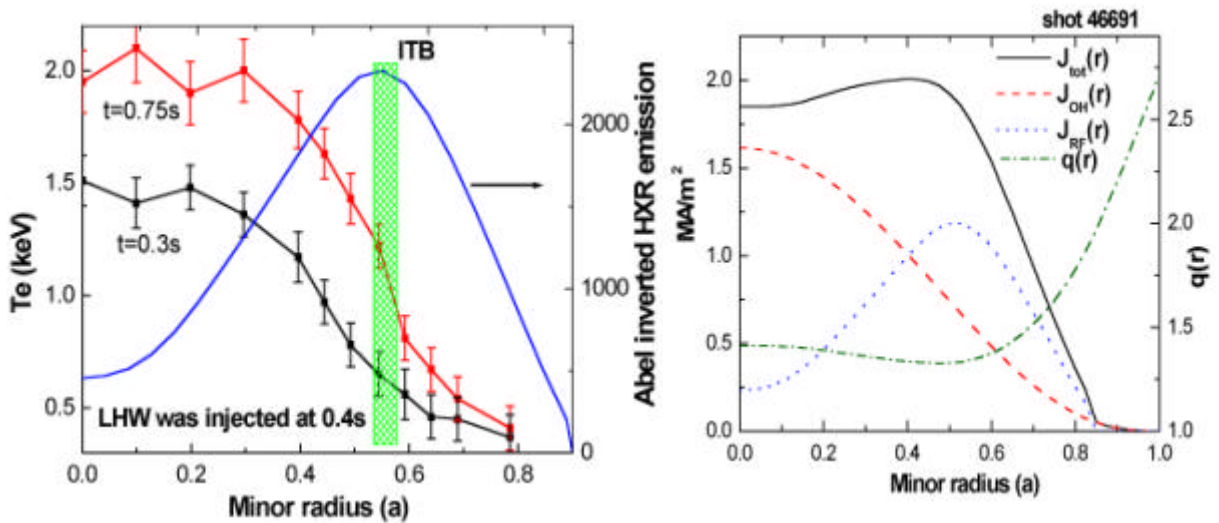 ITB
t=0.75s
t=0.3s
LHW was injected at 0.4s
Te (keV)
2.0
1.5
1.0
0.5
0.0 0.2 0.4 0.6 0.8
Minor radius (a)
2200
1100
0
Abel inverted HXR emission
shot 46691
J_tot(r)
J_OH(r)
J_RF(r)
q(r)
MA/m²
2.0
1.5
1.0
0.5
0.0
0.0 0.2 0.4 0.6 0.8 1.0
Minor radius (a)
2.5
2.0
1.5
1.0
q(r)